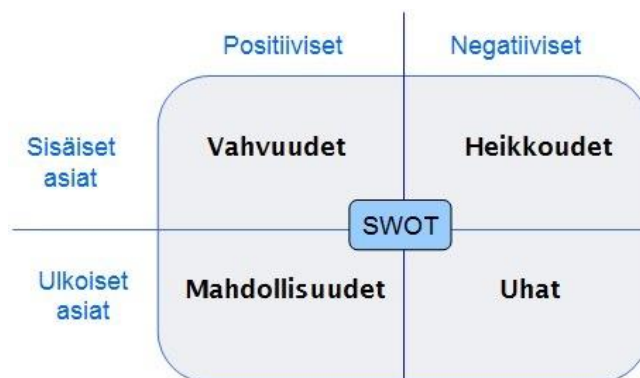 Positiiviset
Negatiiviset
Sisäiset
asiat
Vahvuudet
Heikkoudet
SWOT
Ulkoiset
asiat
Mahdollisuudet
Uhat